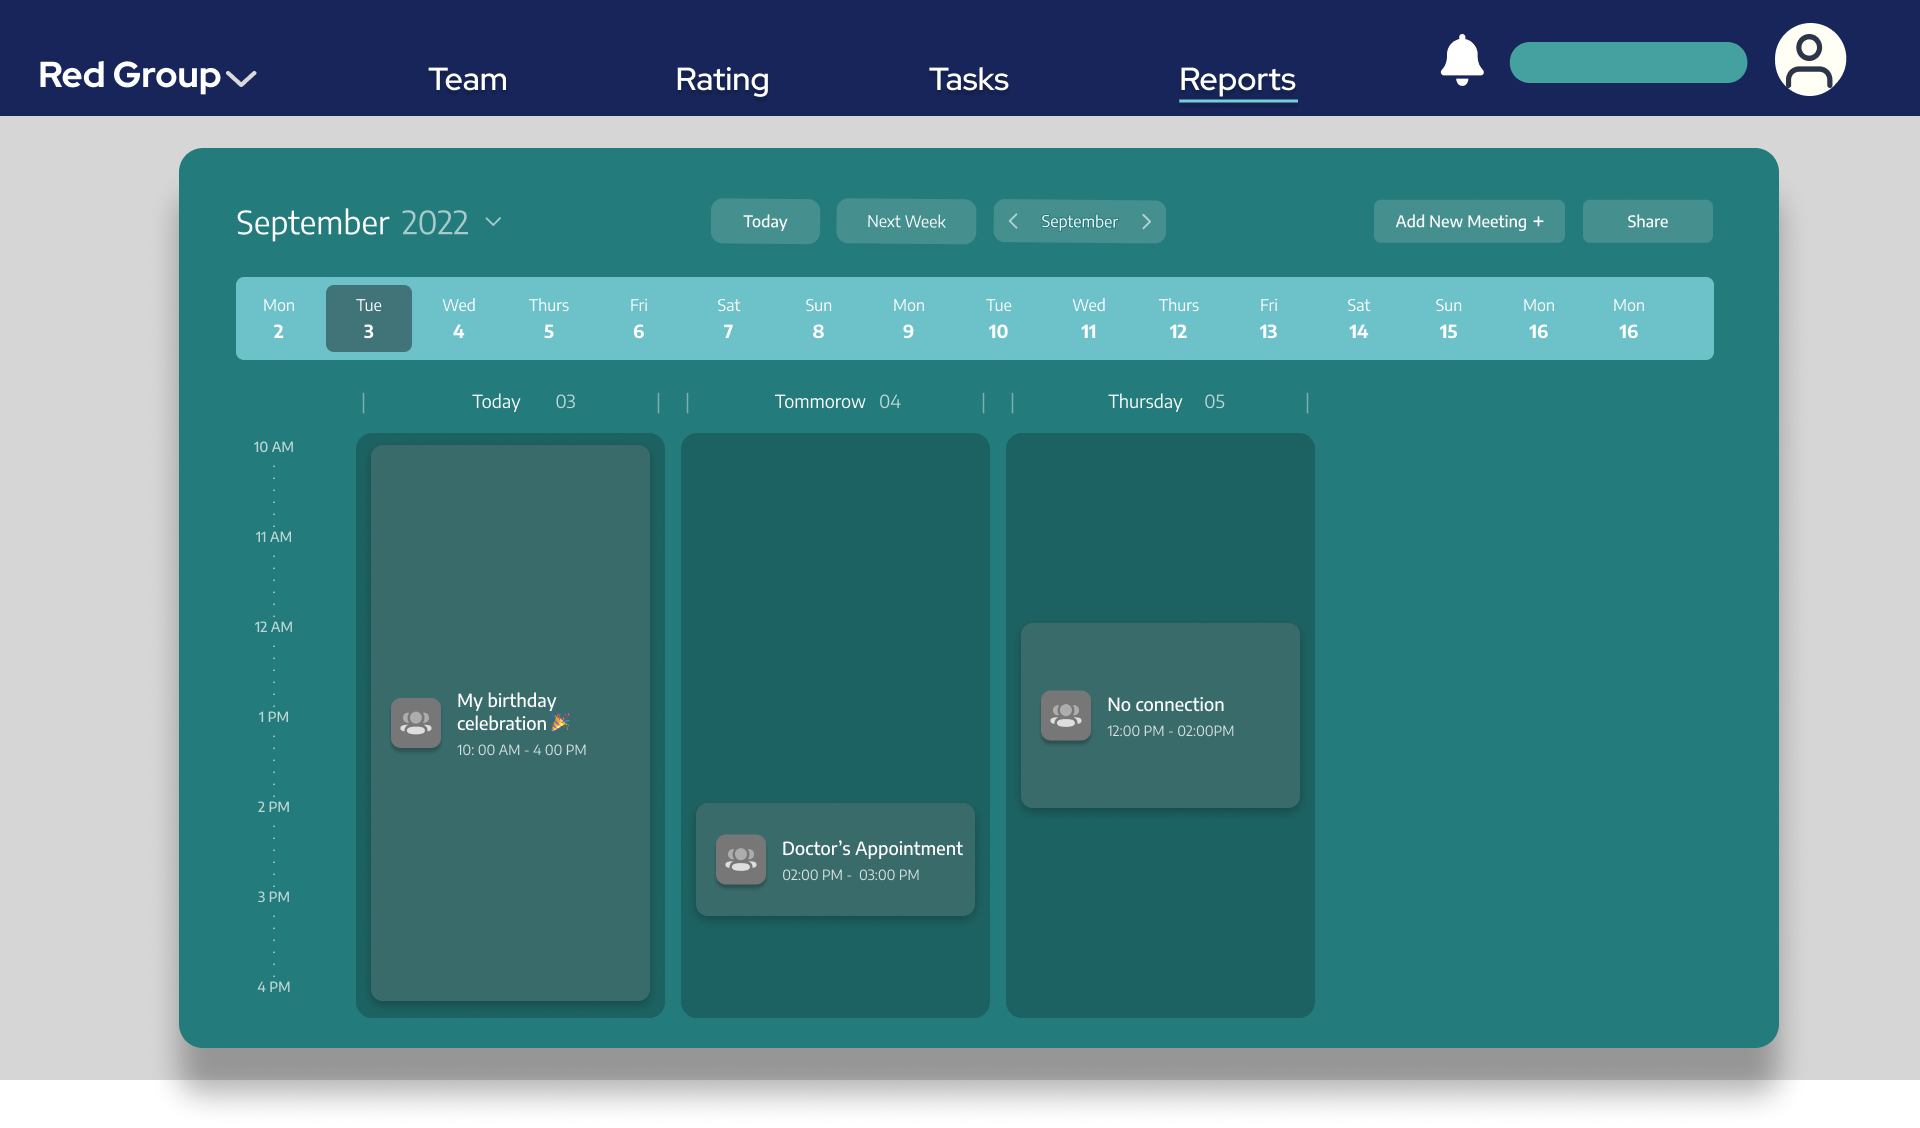 Red Group
Team
Rating
Tasks
Reports
September 2022
Today
Next Week
September
Add New Meeting +
Share
Mon Tue Wed Thurs Fri Sat Sun Mon Tue Wed Thurs Fri Sat Sun Mon Mon
2 3 4 5 6 7 8 9 10 11 12 13 14 15 16 16
Today 03
Tommorow 04
Thursday 05
10 AM
11 AM
12 AM
1 PM
2 PM
3 PM
4 PM
My birthday
celebration 🎉
10: 00 AM - 4 00 PM
Doctor’s Appointment
02:00 PM - 03:00 PM
No connection
12:00 PM - 02:00PM